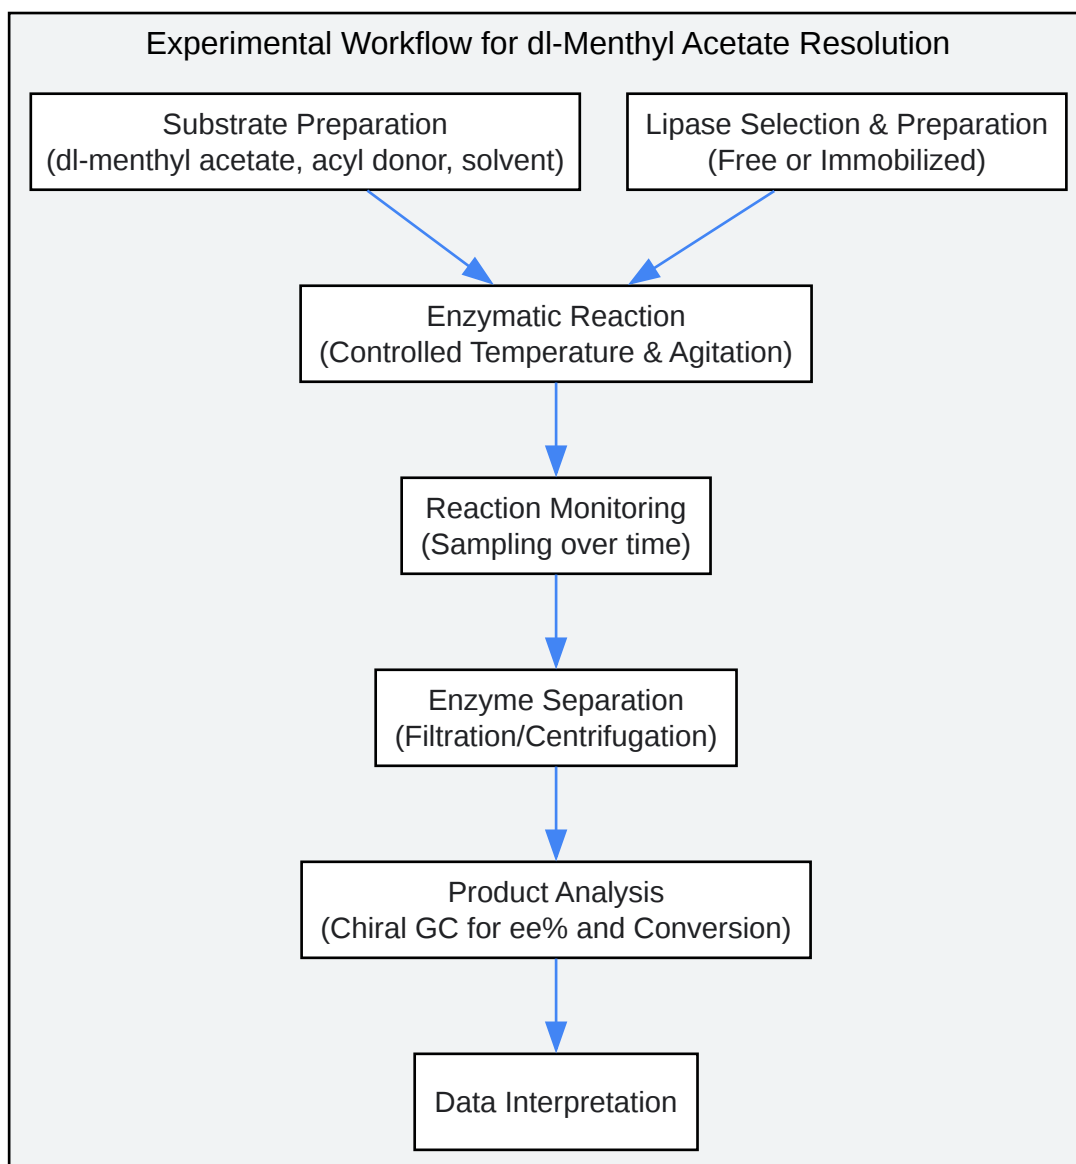 Experimental Workflow for dl-Menthyl Acetate Resolution
Substrate Preparation
(dl-menthyl acetate, acyl donor, solvent)
Lipase Selection & Preparation
(Free or Immobilized)
Enzymatic Reaction
(Controlled Temperature & Agitation)
Reaction Monitoring
(Sampling over time)
Enzyme Separation
(Filtration/Centrifugation)
Product Analysis
(Chiral GC for ee% and Conversion)
Data Interpretation